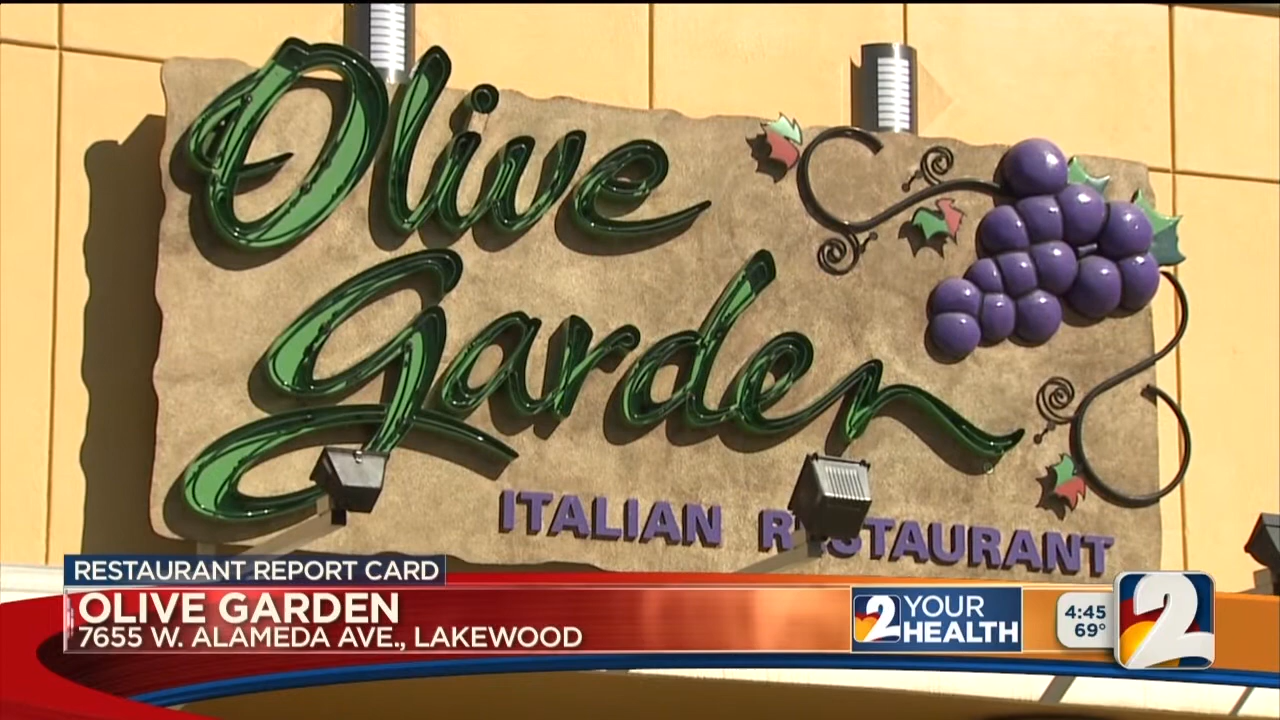 Olive
Garden
ITALIAN RESTAURANT
RESTAURANT REPORT CARD
OLIVE GARDEN
7655 W. ALAMEDA AVE., LAKEWOOD
2 YOUR
HEALTH
4:45
69°
2